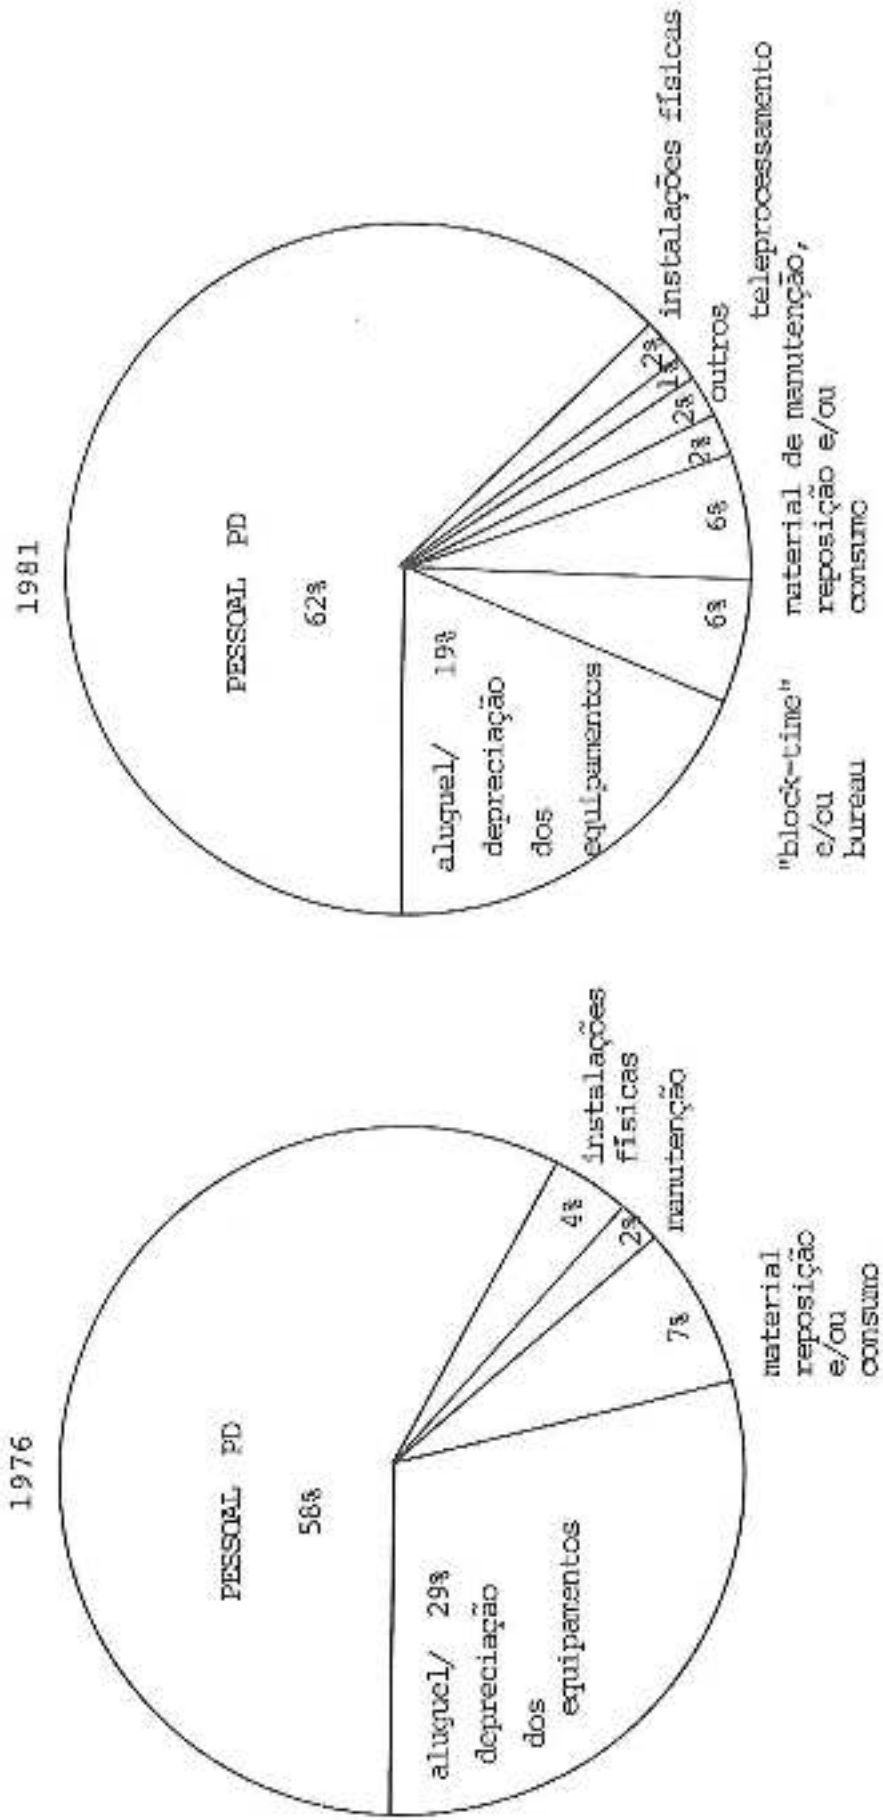 1976
PESSOAL PD
58%
aluguel/ 29%
depreciação
dos
equipamentos
4%
2%
7%
instalações
físicas
manutenção
material
reposição
e/ou
consumo
1981
PESSOAL PD
62%
aluguel/ 19%
depreciação
dos
equipamentos
6%
6%
2%
2%
1%
2%
instalações físicas
outros
teleprocessamento
material de manutenção,
reposição e/ou
consumo
"block-time"
e/ou
bureau